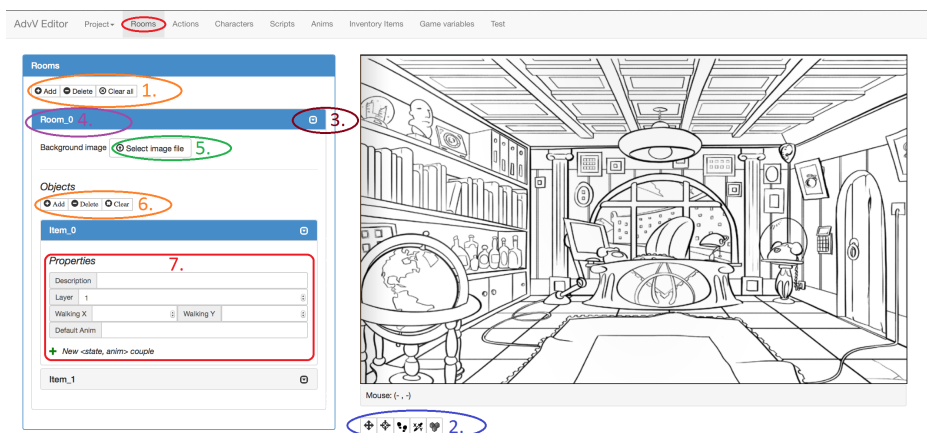 AdvV Editor Project Rooms Actions Characters Scripts Anims Inventory Items Game variables Test
Rooms
Add Delete Clear all 1.
Room_0 4. 3.
Background image Select image file 5.
Objects
Add Delete Clear 6.
Item_0
Properties 7.
Description
Layer 1
Walking X Walking Y
Default Anim
New <state, anim> couple
Item_1
Mouse: (- , -)
2.